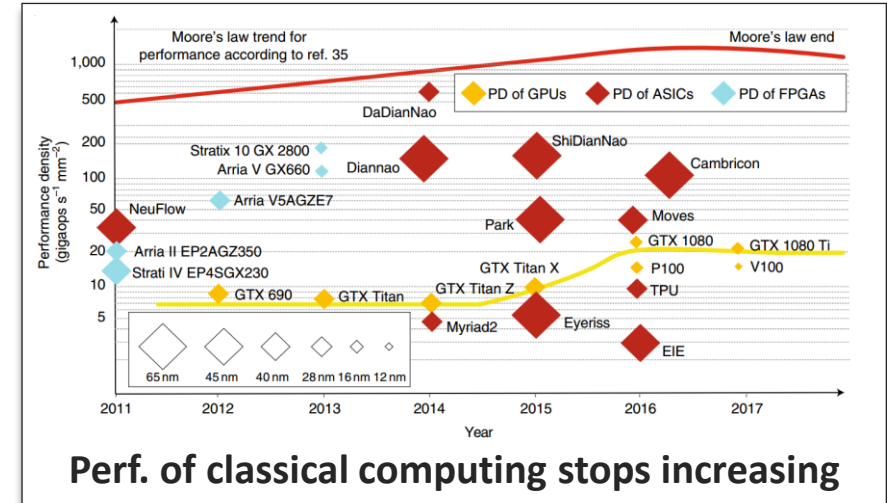 Moore's law trend for
performance according to ref. 35
Moore's law end
PD of GPUs
PD of ASICs
PD of FPGAs
Performance density
(gigaops s⁻¹ mm⁻²)
1,000
500
200
100
50
20
10
5
DaDianNao
Stratix 10 GX 2800
Arria V GX660
Diannao
ShiDianNao
Cambricon
NeuFlow
Arria V5AGZE7
Park
Moves
GTX 1080
GTX 1080 Ti
Arria II EP2AGZ350
Strati IV EP4SGX230
GTX Titan X
P100
V100
GTX 690
GTX Titan
GTX Titan Z
TPU
Myriad2
Eyeriss
EIE
65 nm
45 nm
40 nm
28 nm
16 nm
12 nm
2011
2012
2013
2014
2015
2016
2017
Year
Perf. of classical computing stops increasing